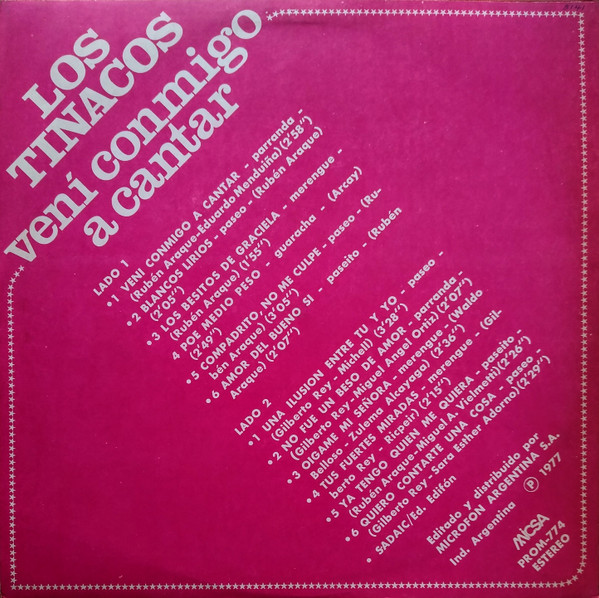 LOS
TINACOS
vení conmigo
a cantar
LADO 1
• 1 VENI CONMIGO A CANTAR - parranda -
(Rubén Araque-Eduardo Menduiña) (2'58")
• 2 BLANCOS LIRIOS - paseo - (Rubén Araque)
(2'05")
• 3 LOS BESITOS DE GRACIELA - merengue -
(Rubén Araque) (1'55")
4 POR MEDIO PESO - guaracha - (Arcay)
(2'49")
• 5 COMPADRITO, NO ME CULPE - paseo - (Ru-
bén Araque) (3'05")
• 6 AMOR DEL BUENO SI - paseito - (Rubén
Araque) (2'07")
LADO 2
• 1 UNA ILUSION ENTRE TU Y YO - paseo -
(Gilberto Rey - Michell) (3'28")
• 2 NO FUE UN BESO DE AMOR - parranda -
(Gilberto Rey - Miguel Angel Ortiz) (2'07")
• 3 OIGAME MI SEÑORA - merengue - (Waldo
Belloso - Zulema Alcayaga) (2'36")
• 4 TUS FUERTES MIRADAS - merengue - (Gil-
berto Rey - Ricpeir) (2'15")
• 5 YA TENGO QUIEN ME QUIERA - paseito -
(Rubén Araque-Miguel A. Vielmetti) (2'26")
• 6 QUIERO CONTARTE UNA COSA - paseo -
(Gilberto Rey - Sara Esther Adorno) (2'29")
• SADAIC/Ed. Edifón
Editado y distribuido por
MICROFON ARGENTINA S.A.
Ind. Argentina ℗ 1977
MCSA
PROM-774
ESTEREO